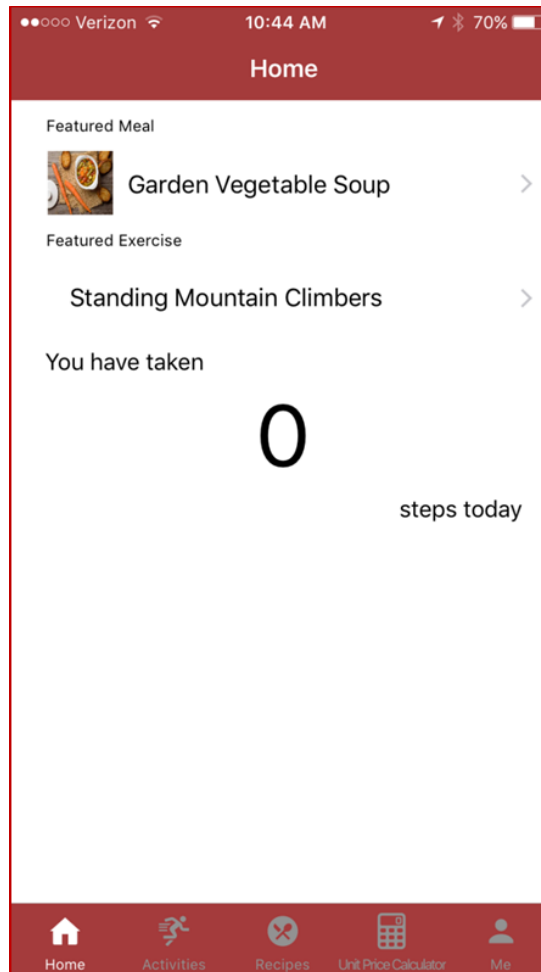 Verizon 10:44 AM 70%
Home
Featured Meal
Garden Vegetable Soup
Featured Exercise
Standing Mountain Climbers
You have taken
0
steps today
Home Activities Recipes Unit Price Calculator Me